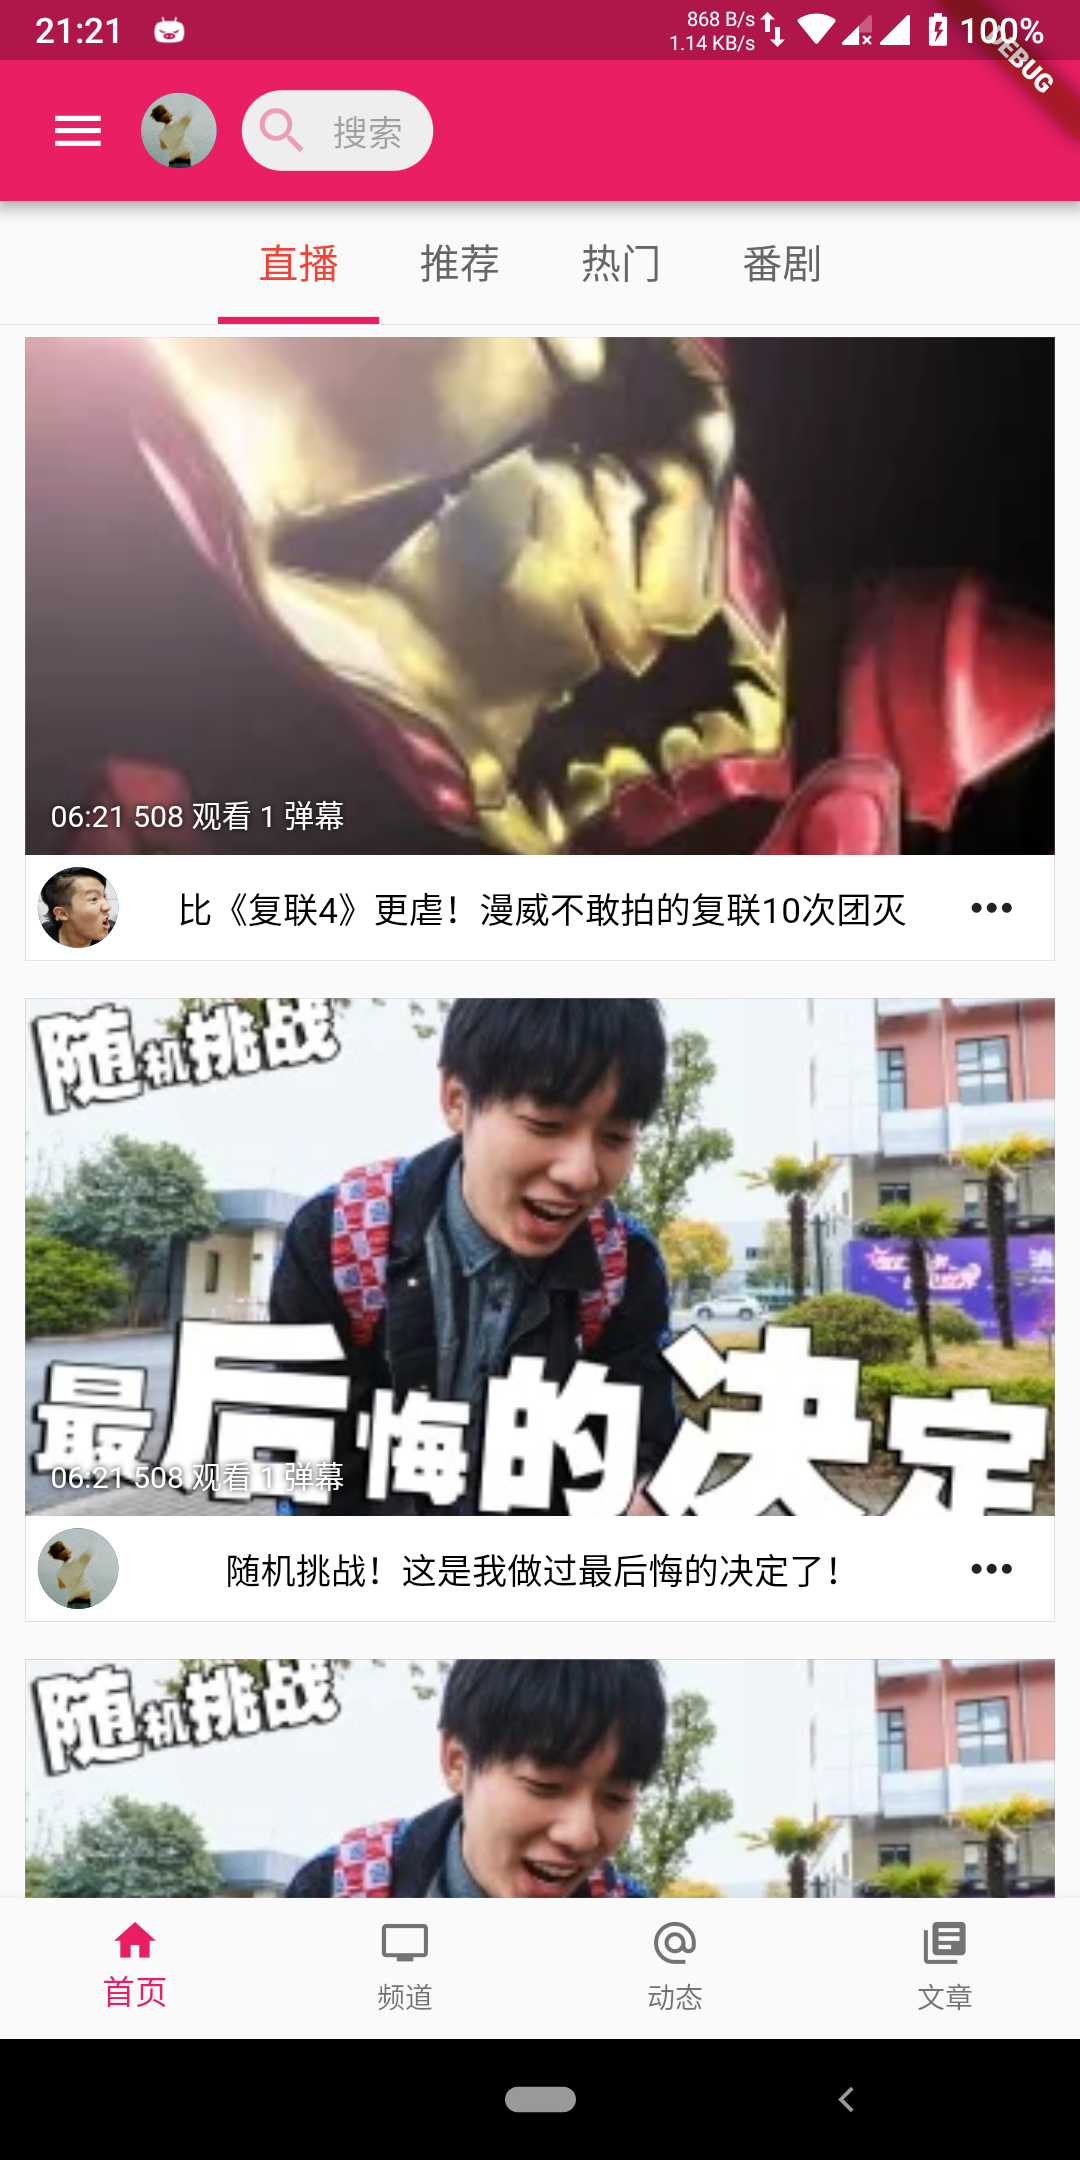 21:21
868 B/s
1.14 KB/s
100%
DEBUG
搜索
直播 推荐 热门 番剧
06:21 508 观看 1 弹幕
比《复联4》更虐！漫威不敢拍的复联10次团灭
随机挑战
最后悔的决定
06:21 508 观看 1 弹幕
随机挑战！这是我做过最后悔的决定了！
随机挑战
首页 频道 动态 文章